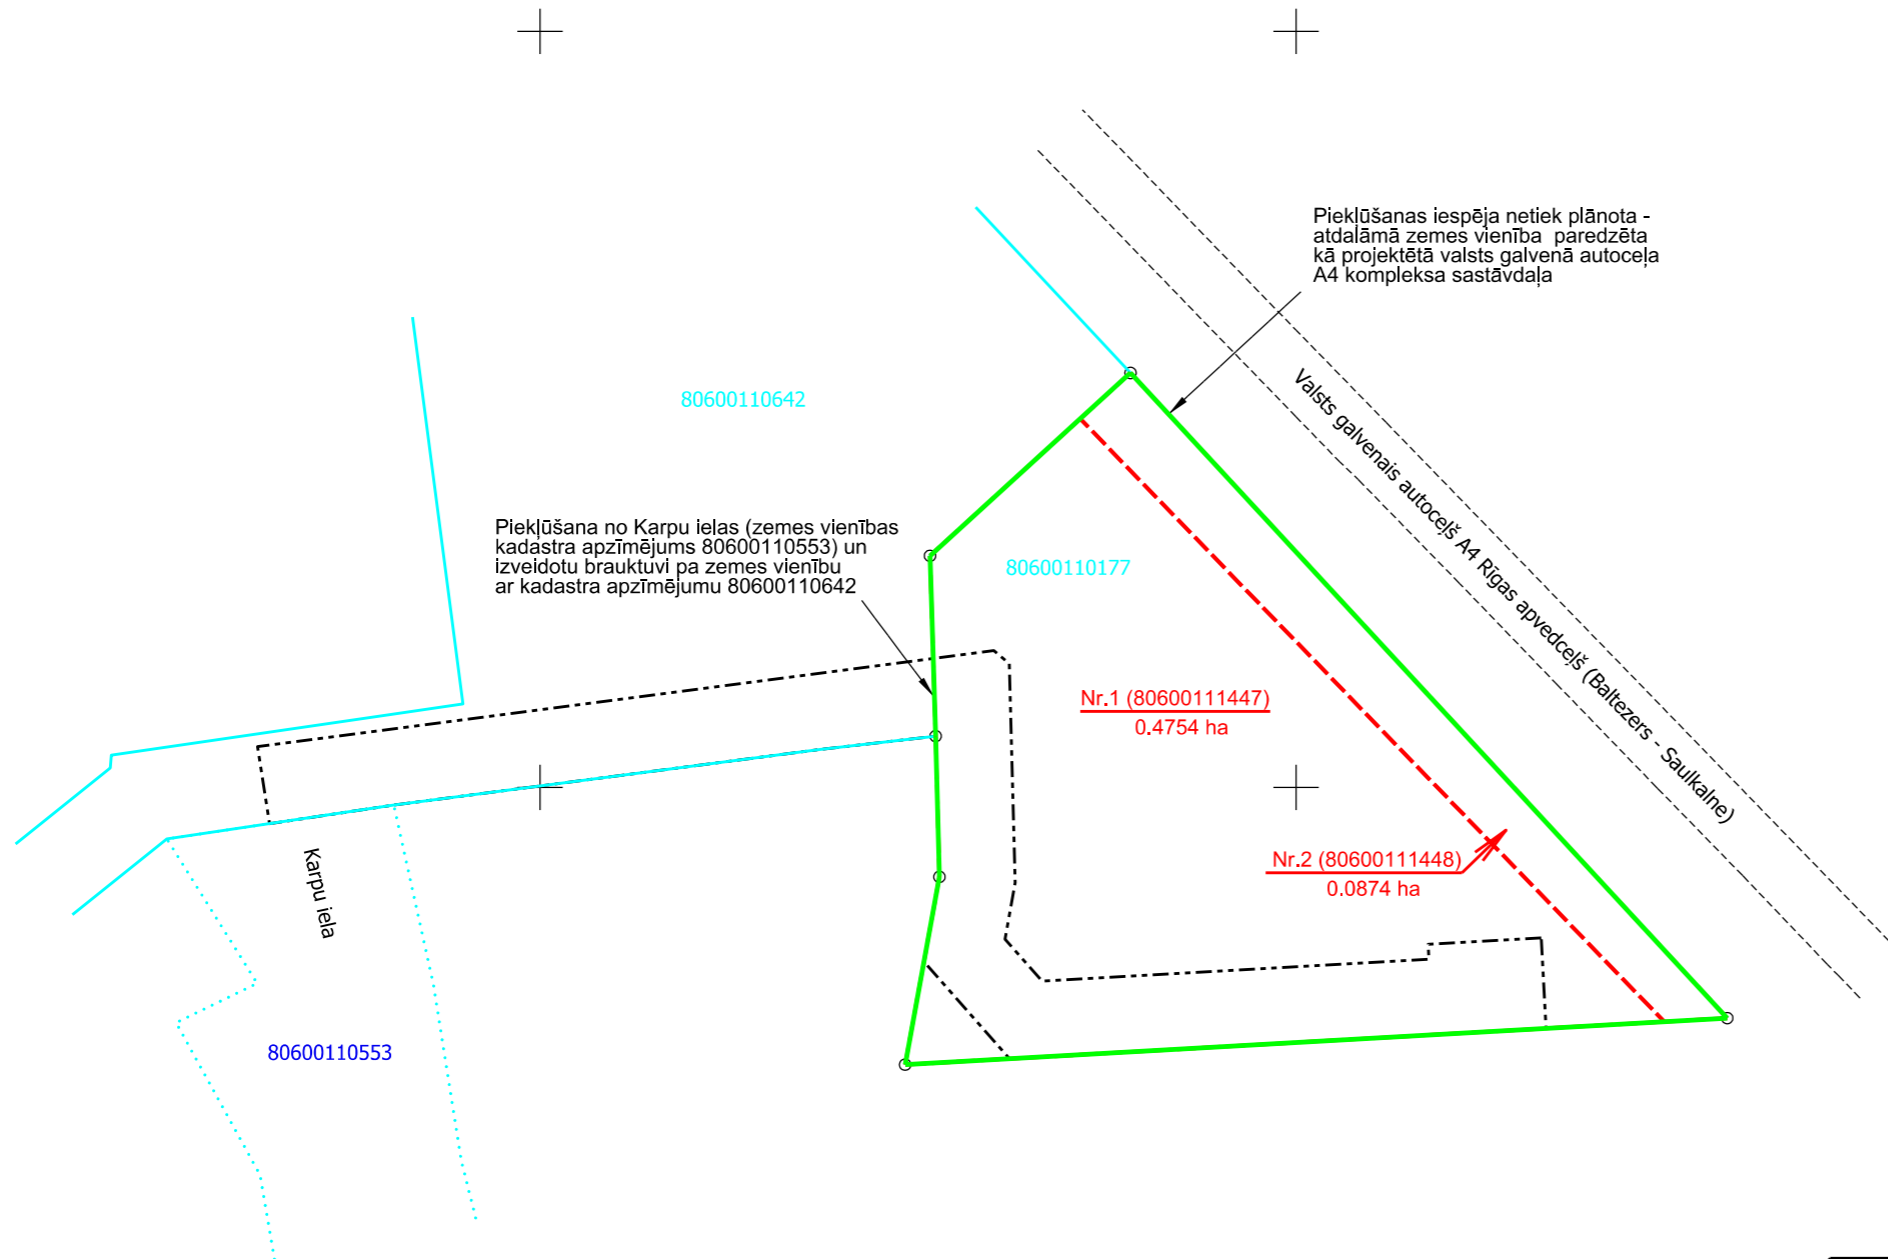 Piekļūšanas iespēja netiek plānota -
atdalāmā zemes vienība paredzēta
kā projektētā valsts galvenā autoceļa
A4 kompleksa sastāvdaļa
Valsts galvenais autoceļš A4 Rīgas apvedceļš (Baltezers - Saulkalne)
80600110642
Piekļūšana no Karpu ielas (zemes vienības
kadastra apzīmējums 80600110553) un
izveidotu brauktuvi pa zemes vienību
ar kadastra apzīmējumu 80600110642
80600110177
Nr.1 (80600111447)
0.4754 ha
Nr.2 (80600111448)
0.0874 ha
Karpu iela
80600110553